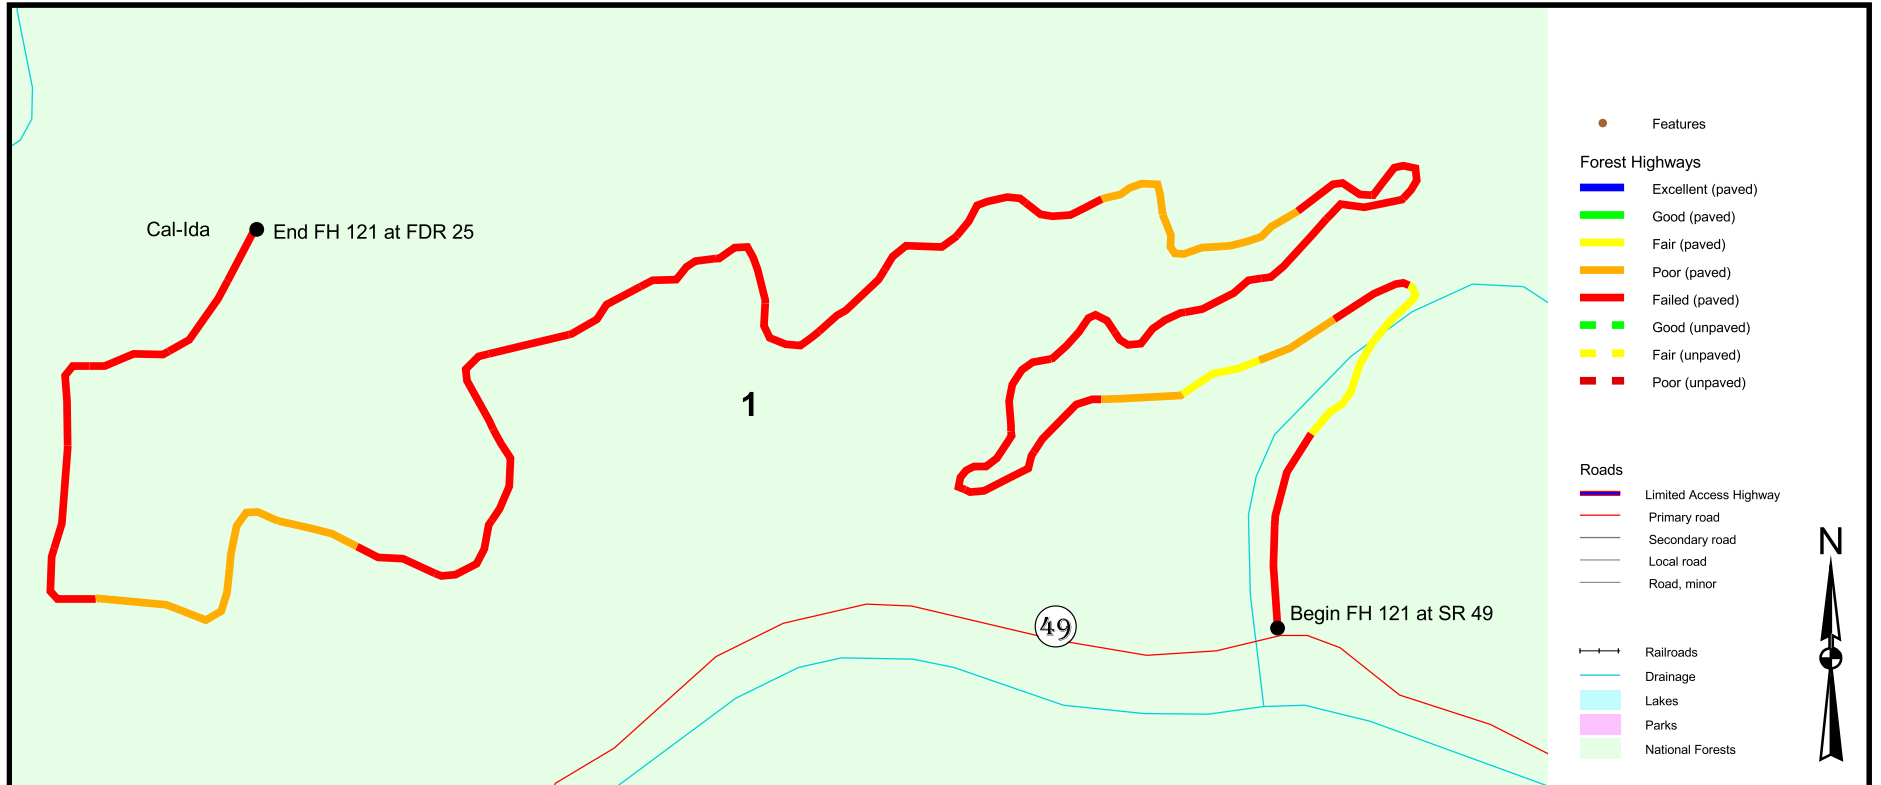 Cal-Ida
End FH 121 at FDR 25
1
49
Begin FH 121 at SR 49
Features
Forest Highways
Excellent (paved)
Good (paved)
Fair (paved)
Poor (paved)
Failed (paved)
Good (unpaved)
Fair (unpaved)
Poor (unpaved)
Roads
Limited Access Highway
Primary road
Secondary road
Local road
Road, minor
N
Railroads
Drainage
Lakes
Parks
National Forests